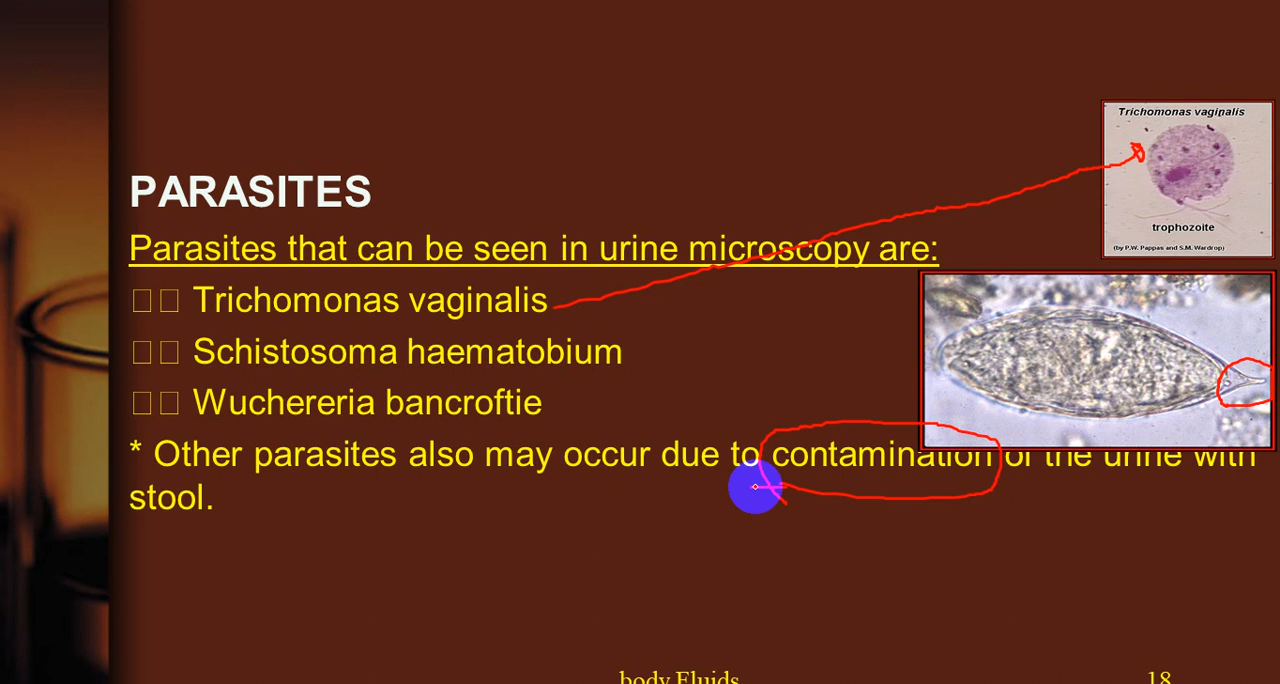 Trichomonas vaginalis
trophozoite
(by P.W. Pappas and S.M. Wardrop)
PARASITES
Parasites that can be seen in urine microscopy are:
Trichomonas vaginalis
Schistosoma haematobium
Wuchereria bancroftie
* Other parasites also may occur due to contamination of the urine with
stool.
body Fluids
18